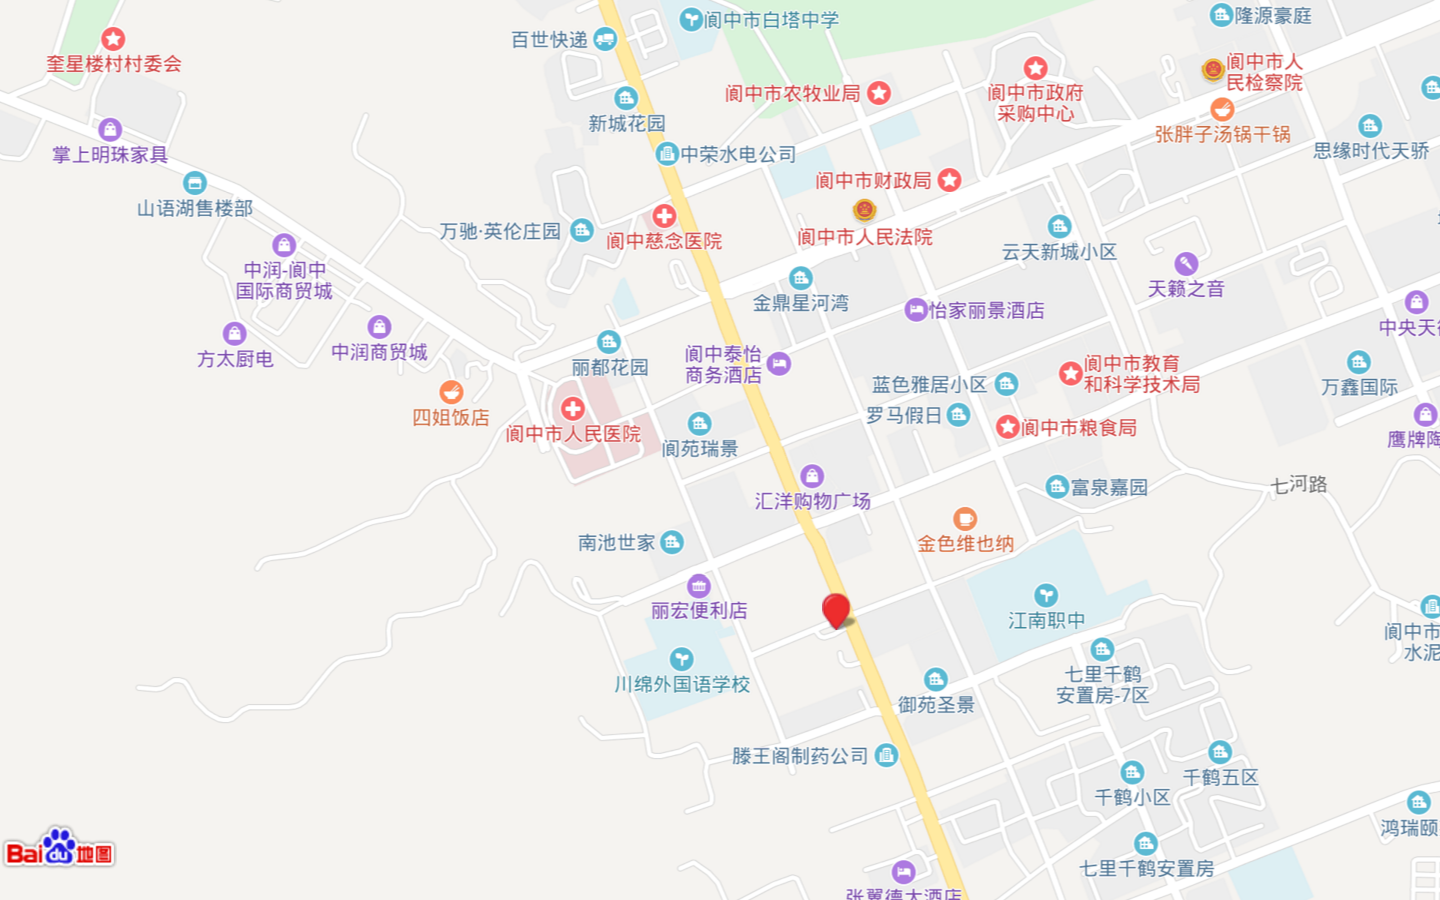 阆中市白塔中学
隆源豪庭
百世快递
奎星楼村村委会
阆中市人
民检察院
阆中市农牧业局
阆中市政府
采购中心
新城花园
张胖子汤锅干锅
掌上明珠家具
中荣水电公司
思缘时代天骄
阆中市财政局
山语湖售楼部
万驰·英伦庄园
阆中慈念医院
阆中市人民法院
云天新城小区
中润-阆中
国际商贸城
天籁之音
金鼎星河湾
怡家丽景酒店
中央天
方太厨电
中润商贸城
丽都花园
阆中泰怡
商务酒店
阆中市教育
和科学技术局
蓝色雅居小区
万鑫国际
四姐饭店
罗马假日
阆中市粮食局
阆中市人民医院
阆苑瑞景
鹰牌陶
汇洋购物广场
富泉嘉园
七河路
南池世家
金色维也纳
丽宏便利店
江南职中
阆中市
水泥
川绵外国语学校
七里千鹤
安置房-7区
御苑圣景
滕王阁制药公司
千鹤五区
千鹤小区
鸿瑞颐
七里千鹤安置房
张翼德大酒店
Baidu地图